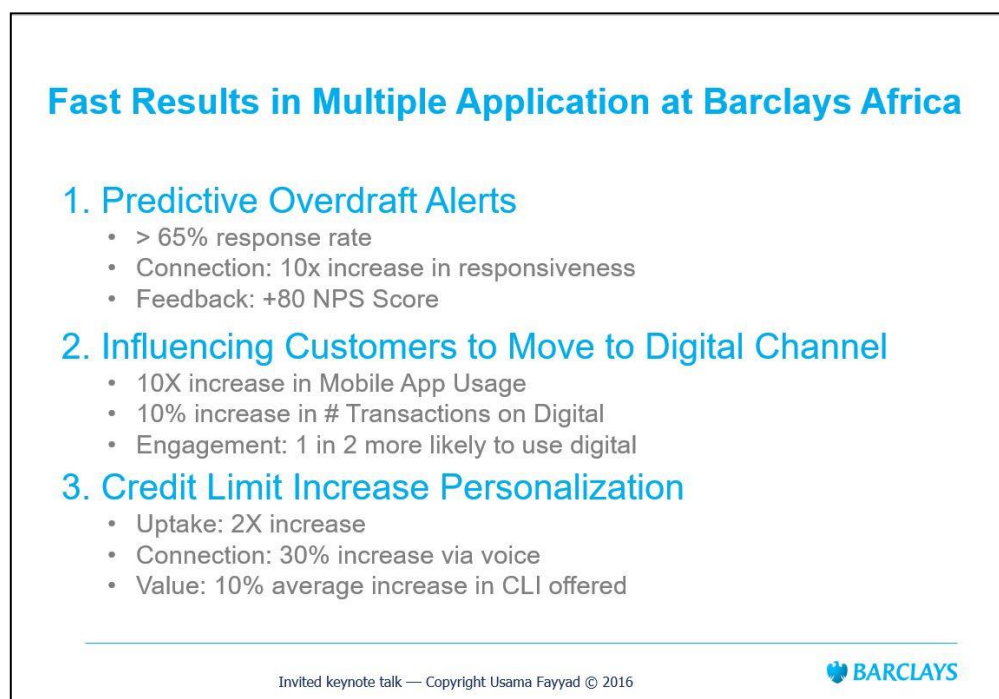 Fast Results in Multiple Application at Barclays Africa
1. Predictive Overdraft Alerts
• > 65% response rate
• Connection: 10x increase in responsiveness
• Feedback: +80 NPS Score
2. Influencing Customers to Move to Digital Channel
• 10X increase in Mobile App Usage
• 10% increase in # Transactions on Digital
• Engagement: 1 in 2 more likely to use digital
3. Credit Limit Increase Personalization
• Uptake: 2X increase
• Connection: 30% increase via voice
• Value: 10% average increase in CLI offered
Invited keynote talk — Copyright Usama Fayyad © 2016
BARCLAYS